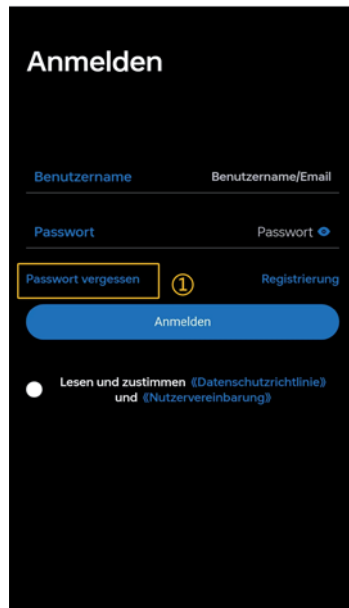 Anmelden
Benutzername Benutzername/Email
Passwort Passwort
Passwort vergessen ① Registrierung
Anmelden
Lesen und zustimmen 《Datenschutzrichtlinie》
und 《Nutzervereinbarung》